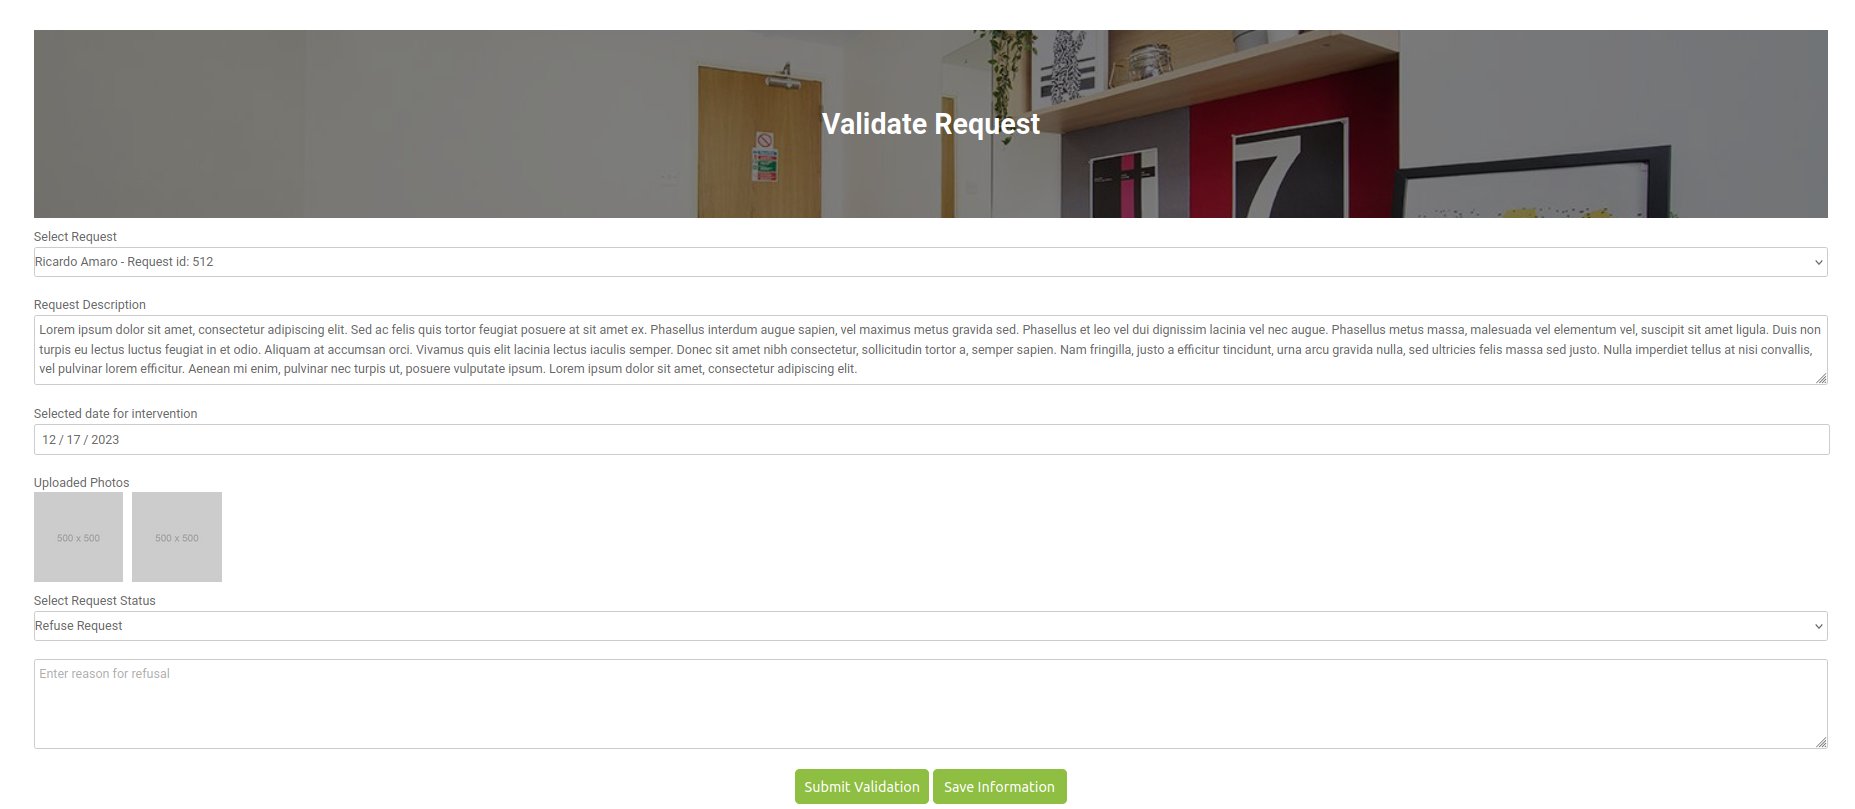 Validate Request
7
Select Request
Ricardo Amaro - Request id: 512
Request Description
Lorem ipsum dolor sit amet, consectetur adipiscing elit. Sed ac felis quis tortor feugiat posuere at sit amet ex. Phasellus interdum augue sapien, vel maximus metus gravida sed. Phasellus et leo vel dui dignissim lacinia vel nec augue. Phasellus metus massa, malesuada vel elementum vel, suscipit sit amet ligula. Duis non
turpis eu lectus luctus feugiat in et odio. Aliquam at accumsan orci. Vivamus quis elit lacinia lectus iaculis semper. Donec sit amet nibh consectetur, sollicitudin tortor a, semper sapien. Nam fringilla, justo a efficitur tincidunt, urna arcu gravida nulla, sed ultricies felis massa sed justo. Nulla imperdiet tellus at nisi convallis,
vel pulvinar lorem efficitur. Aenean mi enim, pulvinar nec turpis ut, posuere vulputate ipsum. Lorem ipsum dolor sit amet, consectetur adipiscing elit.
Selected date for intervention
12 / 17 / 2023
Uploaded Photos
500 x 500 500 x 500
Select Request Status
Refuse Request
Enter reason for refusal
Submit Validation Save Information